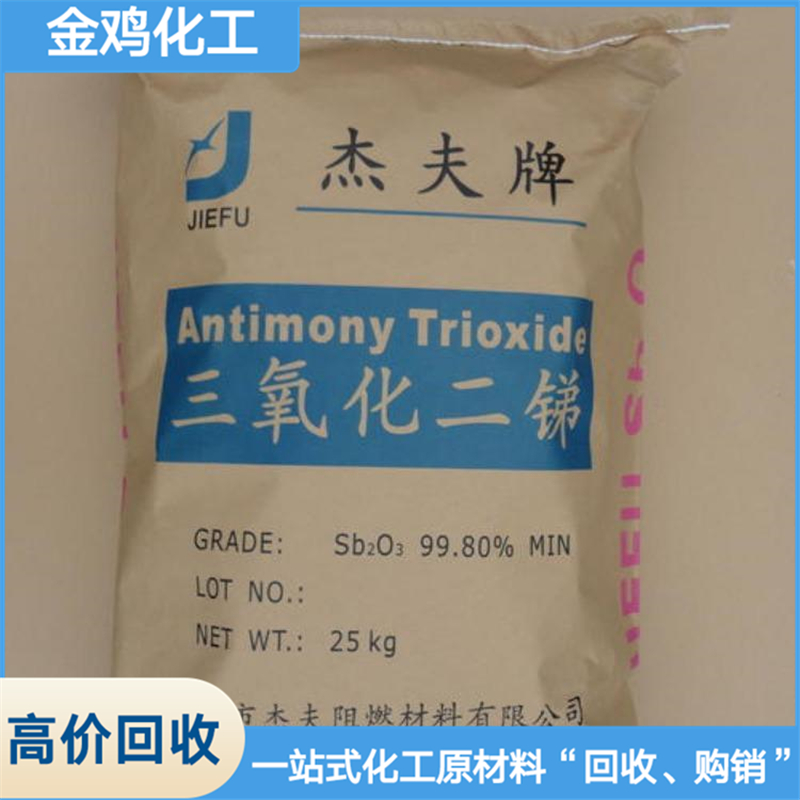 金鸡化工
JIEFU
杰夫牌
Antimony Trioxide
三氧化二锑
GRADE: Sb₂O₃ 99.80% MIN
LOT NO.:
NET WT.: 25kg
市杰夫阻燃材料有限公司
高价回收
一站式化工原材料“回收、购销”